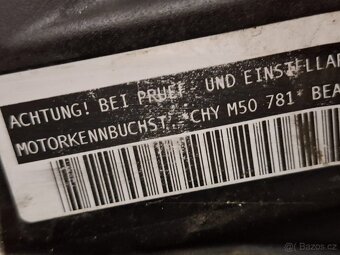 ACHTUNG! BEI PRUEF- UND EINSTELLAR
MOTORKENNBUCHST. CHY M50 781 BEA
© Bazos.cz